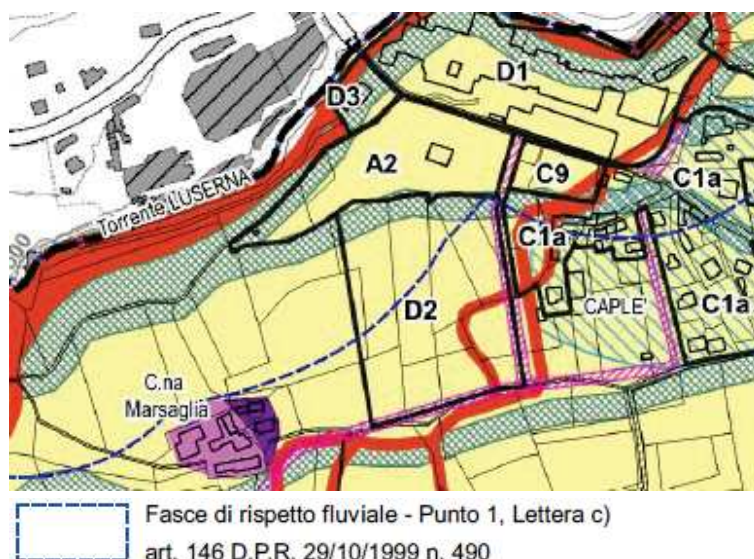 D1
D3
A2
C9
C1a
Torrente LUSERNA
C1a
D2
CAPLE'
C1a
C.na
Marsaglia
Fasce di rispetto fluviale - Punto 1, Lettera c)
art. 146 D.P.R. 29/10/1999 n. 490